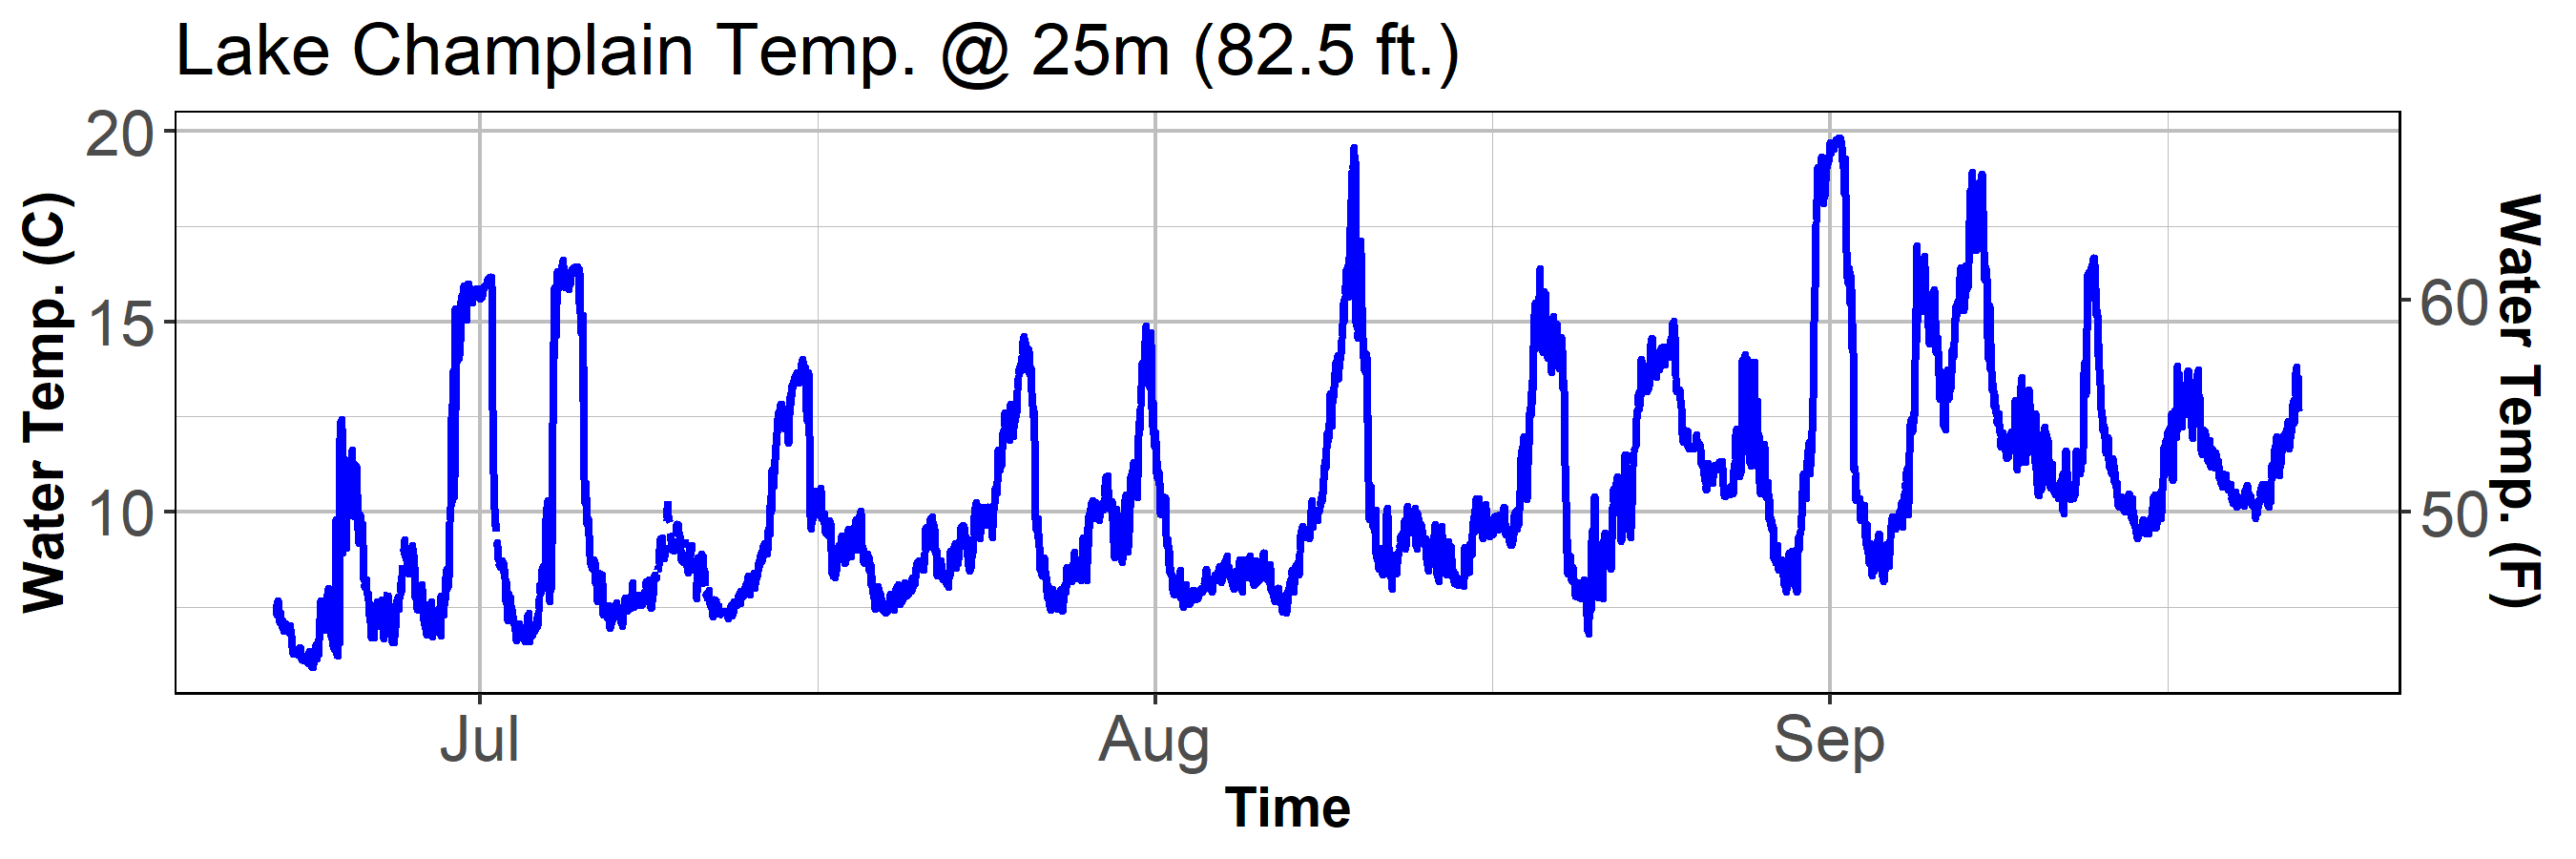 Lake Champlain Temp. @ 25m (82.5 ft.)
Water Temp. (C)
20
15
10
Water Temp. (F)
60
50
Jul
Aug
Sep
Time